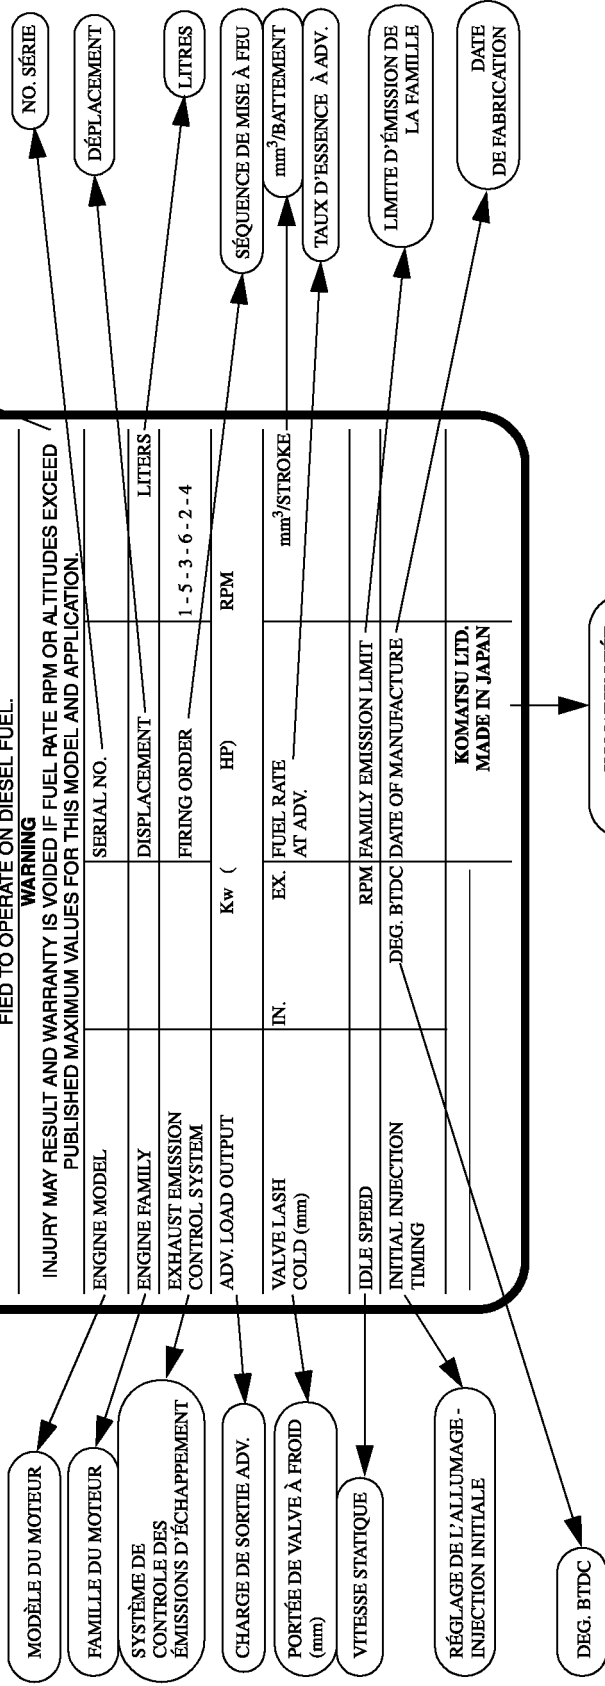 FIED TO OPERATE ON DIESEL FUEL.
WARNING
INJURY MAY RESULT AND WARRANTY IS VOIDED IF FUEL RATE RPM OR ALTITUDES EXCEED
PUBLISHED MAXIMUM VALUES FOR THIS MODEL AND APPLICATION.
ENGINE MODEL
SERIAL NO.
ENGINE FAMILY
DISPLACEMENT
LITERS
EXHAUST EMISSION
CONTROL SYSTEM
FIRING ORDER
1 - 5 - 3 - 6 - 2 - 4
ADV. LOAD OUTPUT
Kw (
HP)
RPM
VALVE LASH
COLD (mm)
IN.
EX.
FUEL RATE
AT ADV.
mm³/STROKE
IDLE SPEED
RPM
FAMILY EMISSION LIMIT
INITIAL INJECTION
TIMING
DEG. BTDC
DATE OF MANUFACTURE
KOMATSU LTD.
MADE IN JAPAN
MODÈLE DU MOTEUR
FAMILLE DU MOTEUR
SYSTÈME DE
CONTROLE DES
ÉMISSIONS D'ÉCHAPPEMENT
CHARGE DE SORTIE ADV.
PORTÉE DE VALVE À FROID
(mm)
VITESSE STATIQUE
RÉGLAGE DE L'ALLUMAGE -
INJECTION INITIALE
DEG. BTDC
NO. SÉRIE
DÉPLACEMENT
LITRES
SÉQUENCE DE MISE À FEU
mm³/BATTEMENT
TAUX D'ESSENCE À ADV.
LIMITE D'ÉMISSION DE
LA FAMILLE
DATE
DE FABRICATION